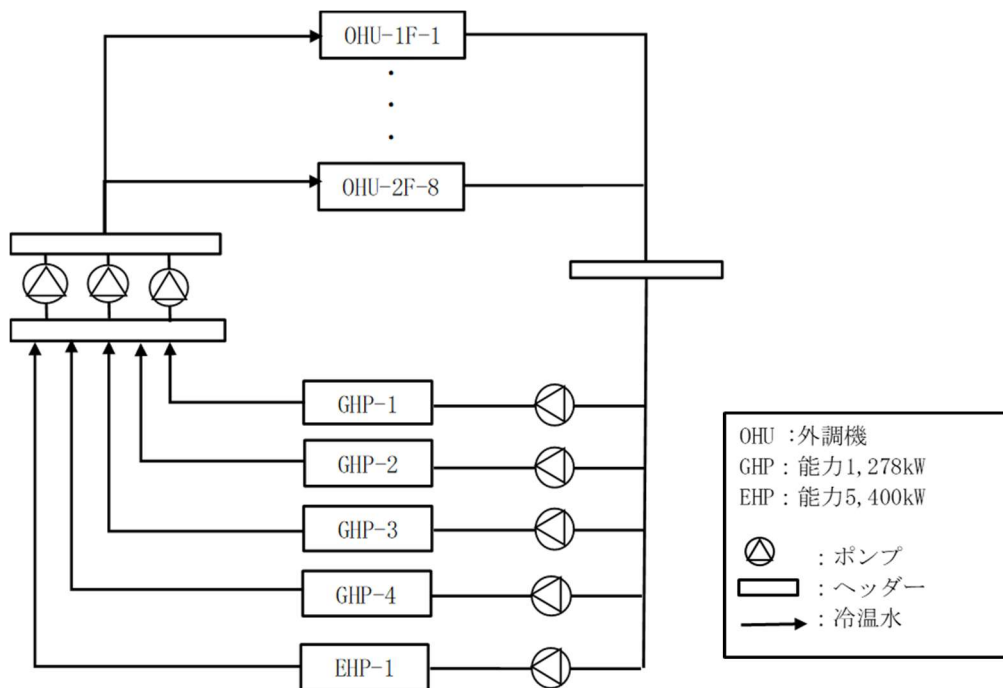 OHU-1F-1
OHU-2F-8
GHP-1
GHP-2
GHP-3
GHP-4
EHP-1
OHU :外調機
GHP:能力1,278kW
EHP:能力5,400kW
:ポンプ
:ヘッダー
:冷温水